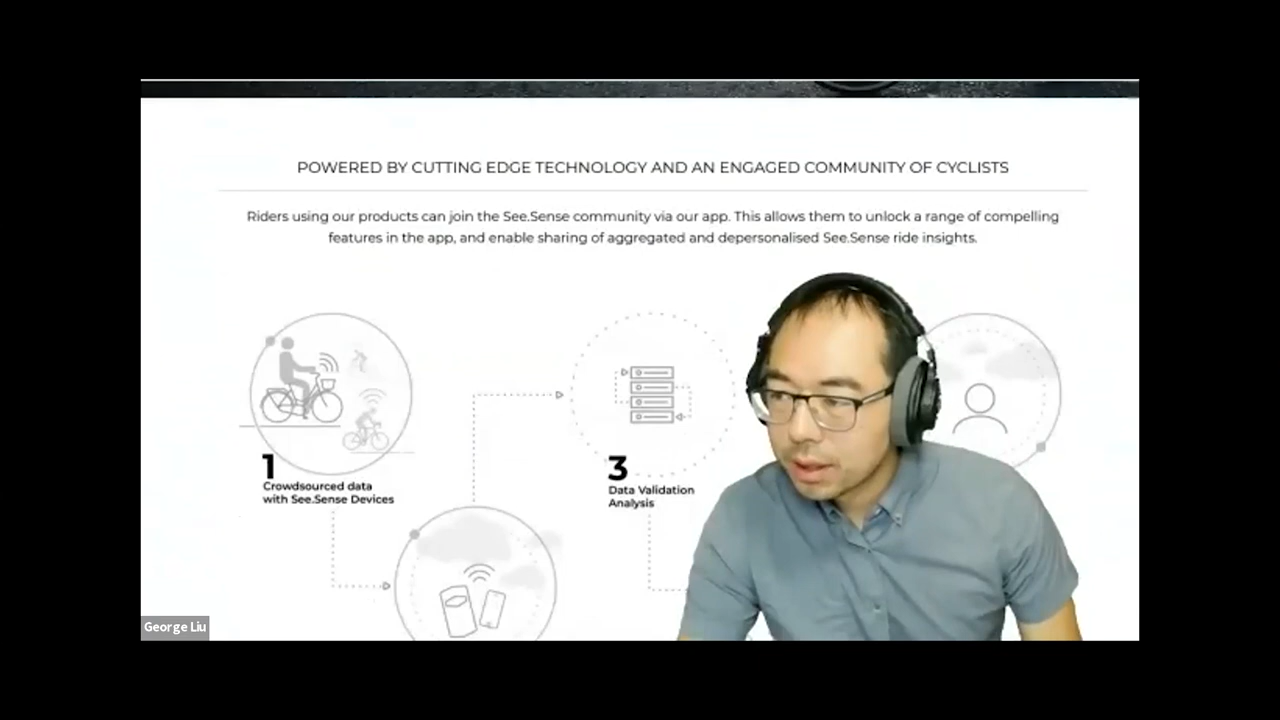 POWERED BY CUTTING EDGE TECHNOLOGY AND AN ENGAGED COMMUNITY OF CYCLISTS
Riders using our products can join the See.Sense community via our app. This allows them to unlock a range of compelling
features in the app, and enable sharing of aggregated and depersonalised See.Sense ride insights.
1
Crowdsourced data
with See.Sense Devices
3
Data Validation
Analysis
George Liu